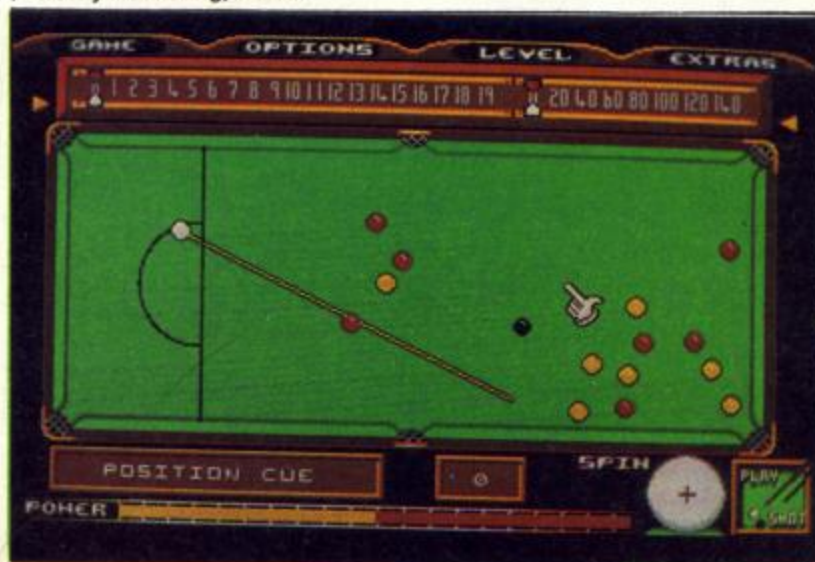 GAME OPTIONS LEVEL EXTRAS
1 2 3 4 5 6 7 8 9 10 11 12 13 14 15 16 17 18 19 20 40 60 80 100 120 140
POSITION CUE 0 SPIN
POWER
PLAY
SHOT